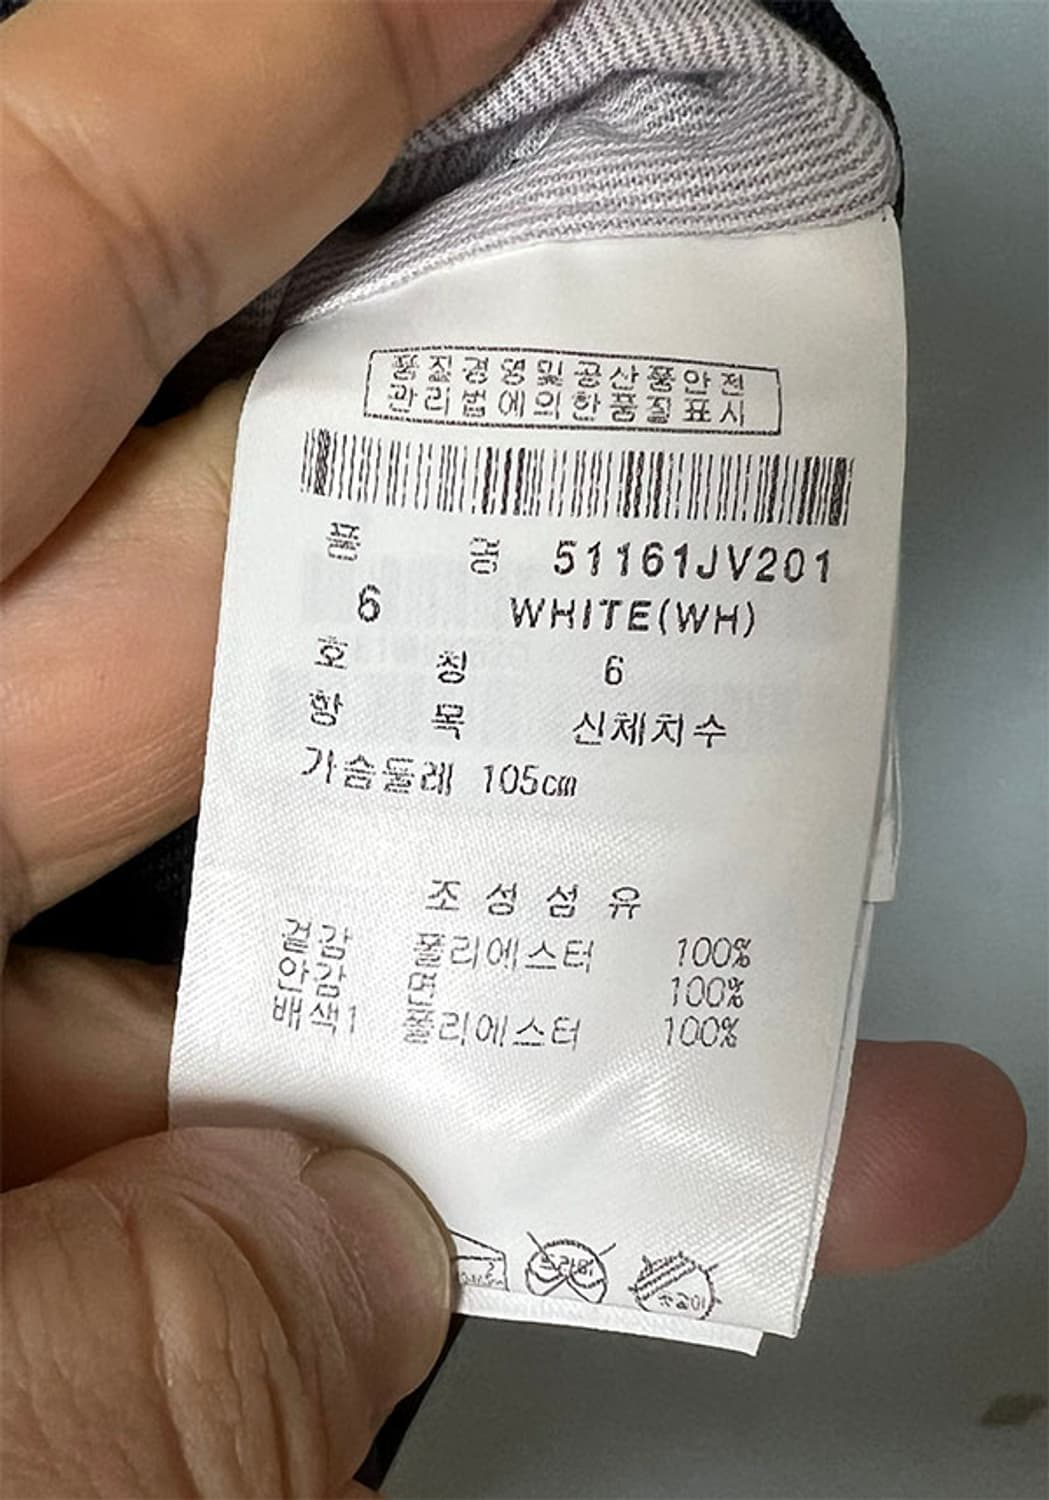 품질경영및공산품안전
관리법에의한품질표시
품 명 51161JV201
6 WHITE(WH)
호 칭 6
항 목 신체치수
가슴둘레 105cm
조성섬유
겉감 폴리에스터 100%
안감 면 100%
배색1 폴리에스터 100%
드라이